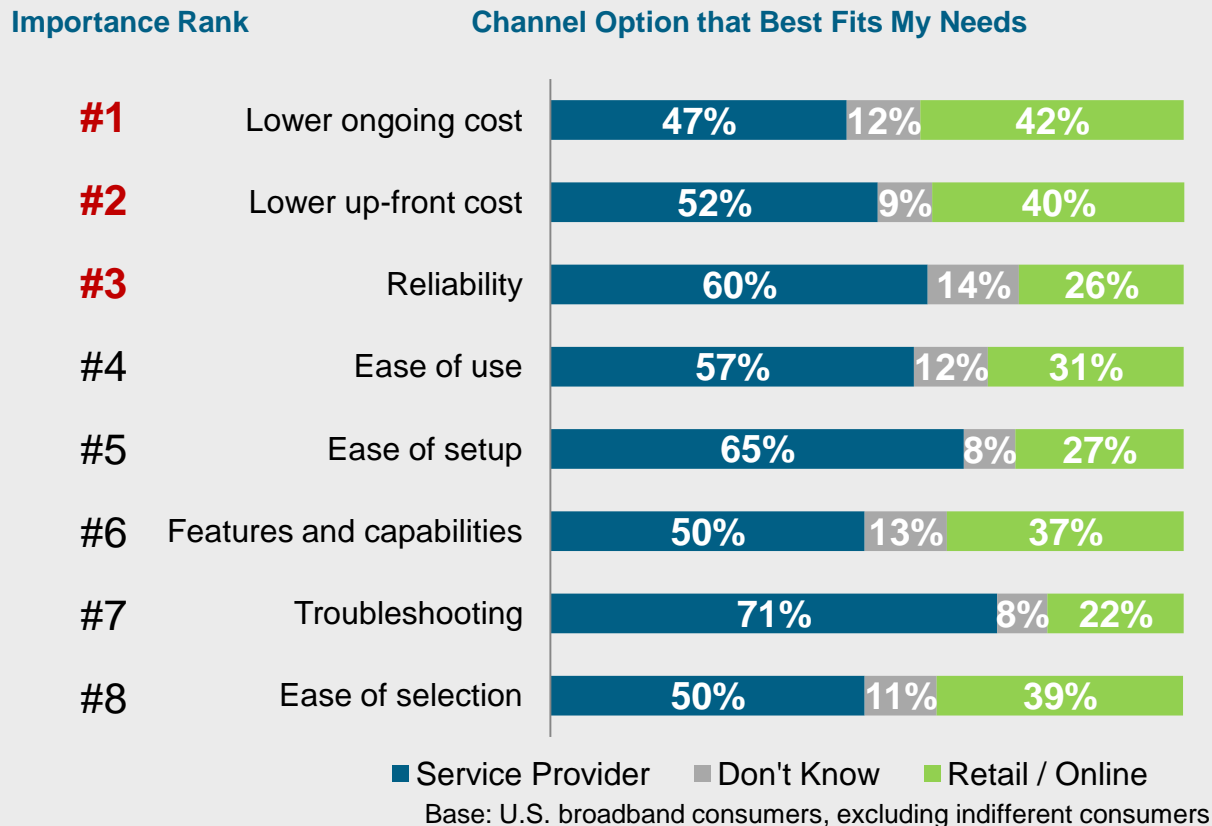 Importance Rank Channel Option that Best Fits My Needs
#1 Lower ongoing cost 47% 12% 42%
#2 Lower up-front cost 52% 9% 40%
#3 Reliability 60% 14% 26%
#4 Ease of use 57% 12% 31%
#5 Ease of setup 65% 8% 27%
#6 Features and capabilities 50% 13% 37%
#7 Troubleshooting 71% 8% 22%
#8 Ease of selection 50% 11% 39%
Service Provider Don't Know Retail / Online
Base: U.S. broadband consumers, excluding indifferent consumers